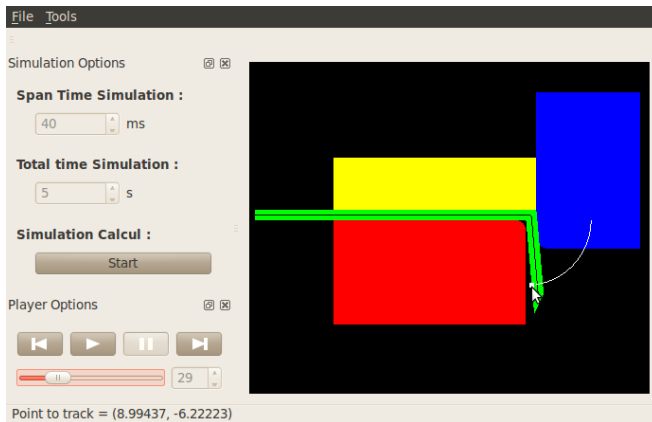 File Tools
Simulation Options
Span Time Simulation :
40 ms
Total time Simulation :
5 s
Simulation Calcul :
Start
Player Options
29
Point to track = (8.99437, -6.22223)